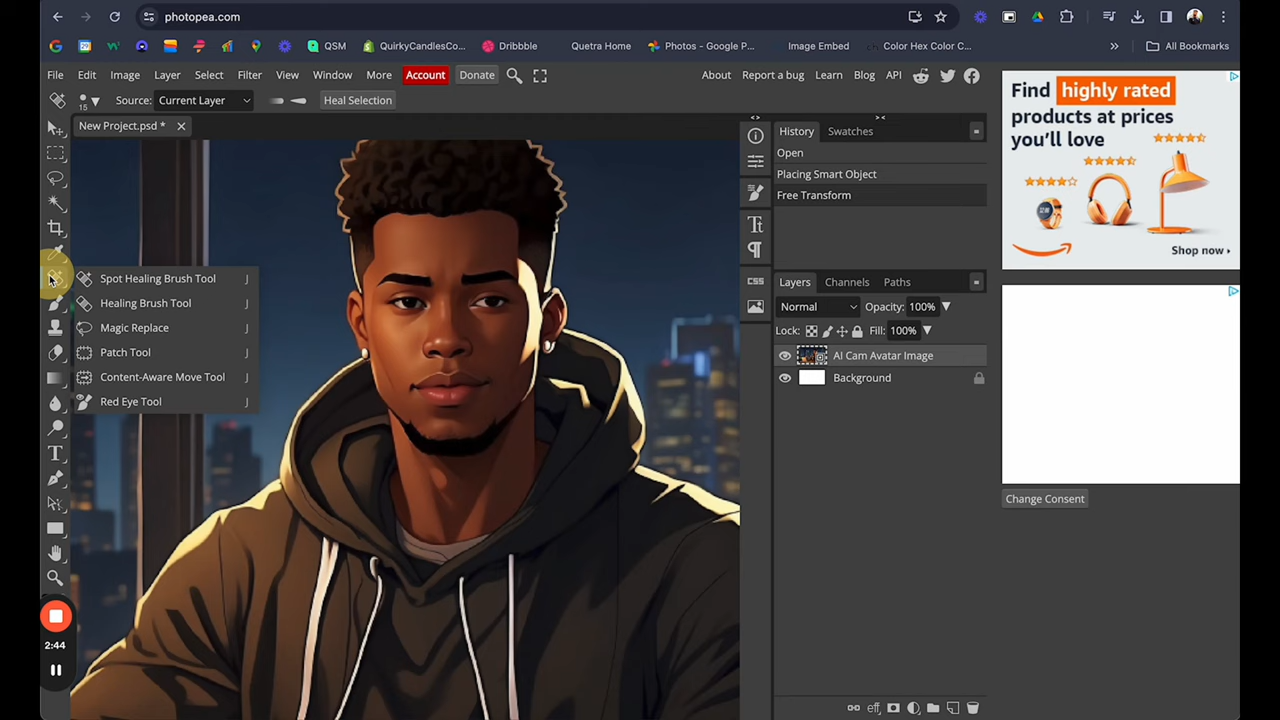 photopea.com
QSM QuirkyCandlesCo... Dribbble Quetra Home Photos - Google P... Image Embed Color Hex Color C... » All Bookmarks
File Edit Image Layer Select Filter View Window More Account Donate About Report a bug Learn Blog API
15 Source: Current Layer Heal Selection
New Project.psd *
Spot Healing Brush Tool J
Healing Brush Tool J
Magic Replace J
Patch Tool J
Content-Aware Move Tool J
Red Eye Tool J
2:44
CSS
History Swatches
Open
Placing Smart Object
Free Transform
Layers Channels Paths
Normal Opacity: 100%
Lock: Fill: 100%
AI Cam Avatar Image
Background
eff
Find highly rated
products at prices
you'll love
Shop now ›
Change Consent